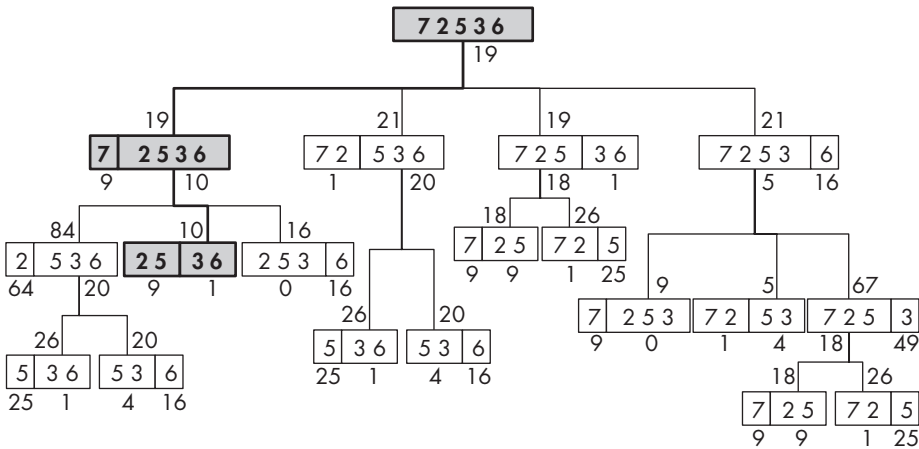 7 2 5 3 6
19
19 21 19 21
7 2 5 3 6 7 2 5 3 6 7 2 5 3 6 7 2 5 3 6
9 10 1 20 18 1 5 16
84 10 16 18 26
2 5 3 6 2 5 3 6 2 5 3 6 7 2 5 7 2 5
64 20 9 1 0 16 9 9 1 25
9 5 67
7 2 5 3 7 2 5 3 7 2 5 3
9 0 1 4 18 49
26 20 26 20
5 3 6 5 3 6 5 3 6 5 3 6
25 1 4 16 25 1 4 16
18 26
7 2 5 7 2 5
9 9 1 25